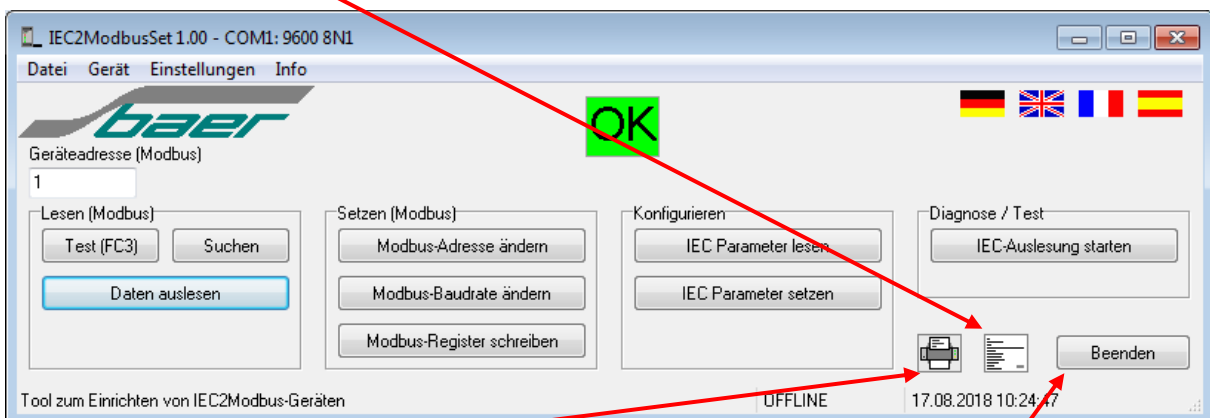 IEC2ModbusSet 1.00 - COM1: 9600 8N1
Datei Gerät Einstellungen Info
baer
OK
Geräteadresse (Modbus)
1
Lesen (Modbus) Setzen (Modbus) Konfigurieren Diagnose / Test
Test (FC3) Suchen Modbus-Adresse ändern IEC Parameter lesen IEC-Auslesung starten
Daten auslesen Modbus-Baudrate ändern IEC Parameter setzen
Modbus-Register schreiben
Beenden
Tool zum Einrichten von IEC2Modbus-Geräten OFFLINE 17.08.2018 10:24:47